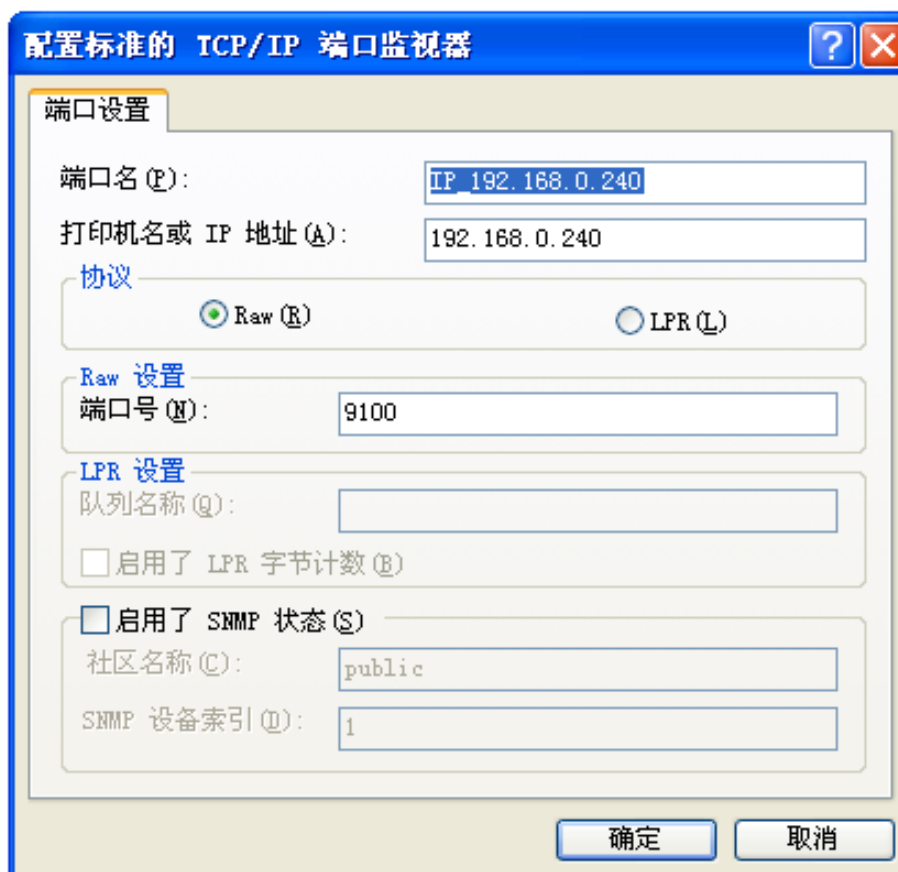 配置标准的 TCP/IP 端口监视器
端口设置
端口名(P): IP_192.168.0.240
打印机名或 IP 地址(A): 192.168.0.240
协议
Raw(R) LPR(L)
Raw 设置
端口号(N): 9100
LPR 设置
队列名称(Q):
启用了 LPR 字节计数(B)
启用了 SNMP 状态(S)
社区名称(C): public
SNMP 设备索引(D): 1
确定 取消